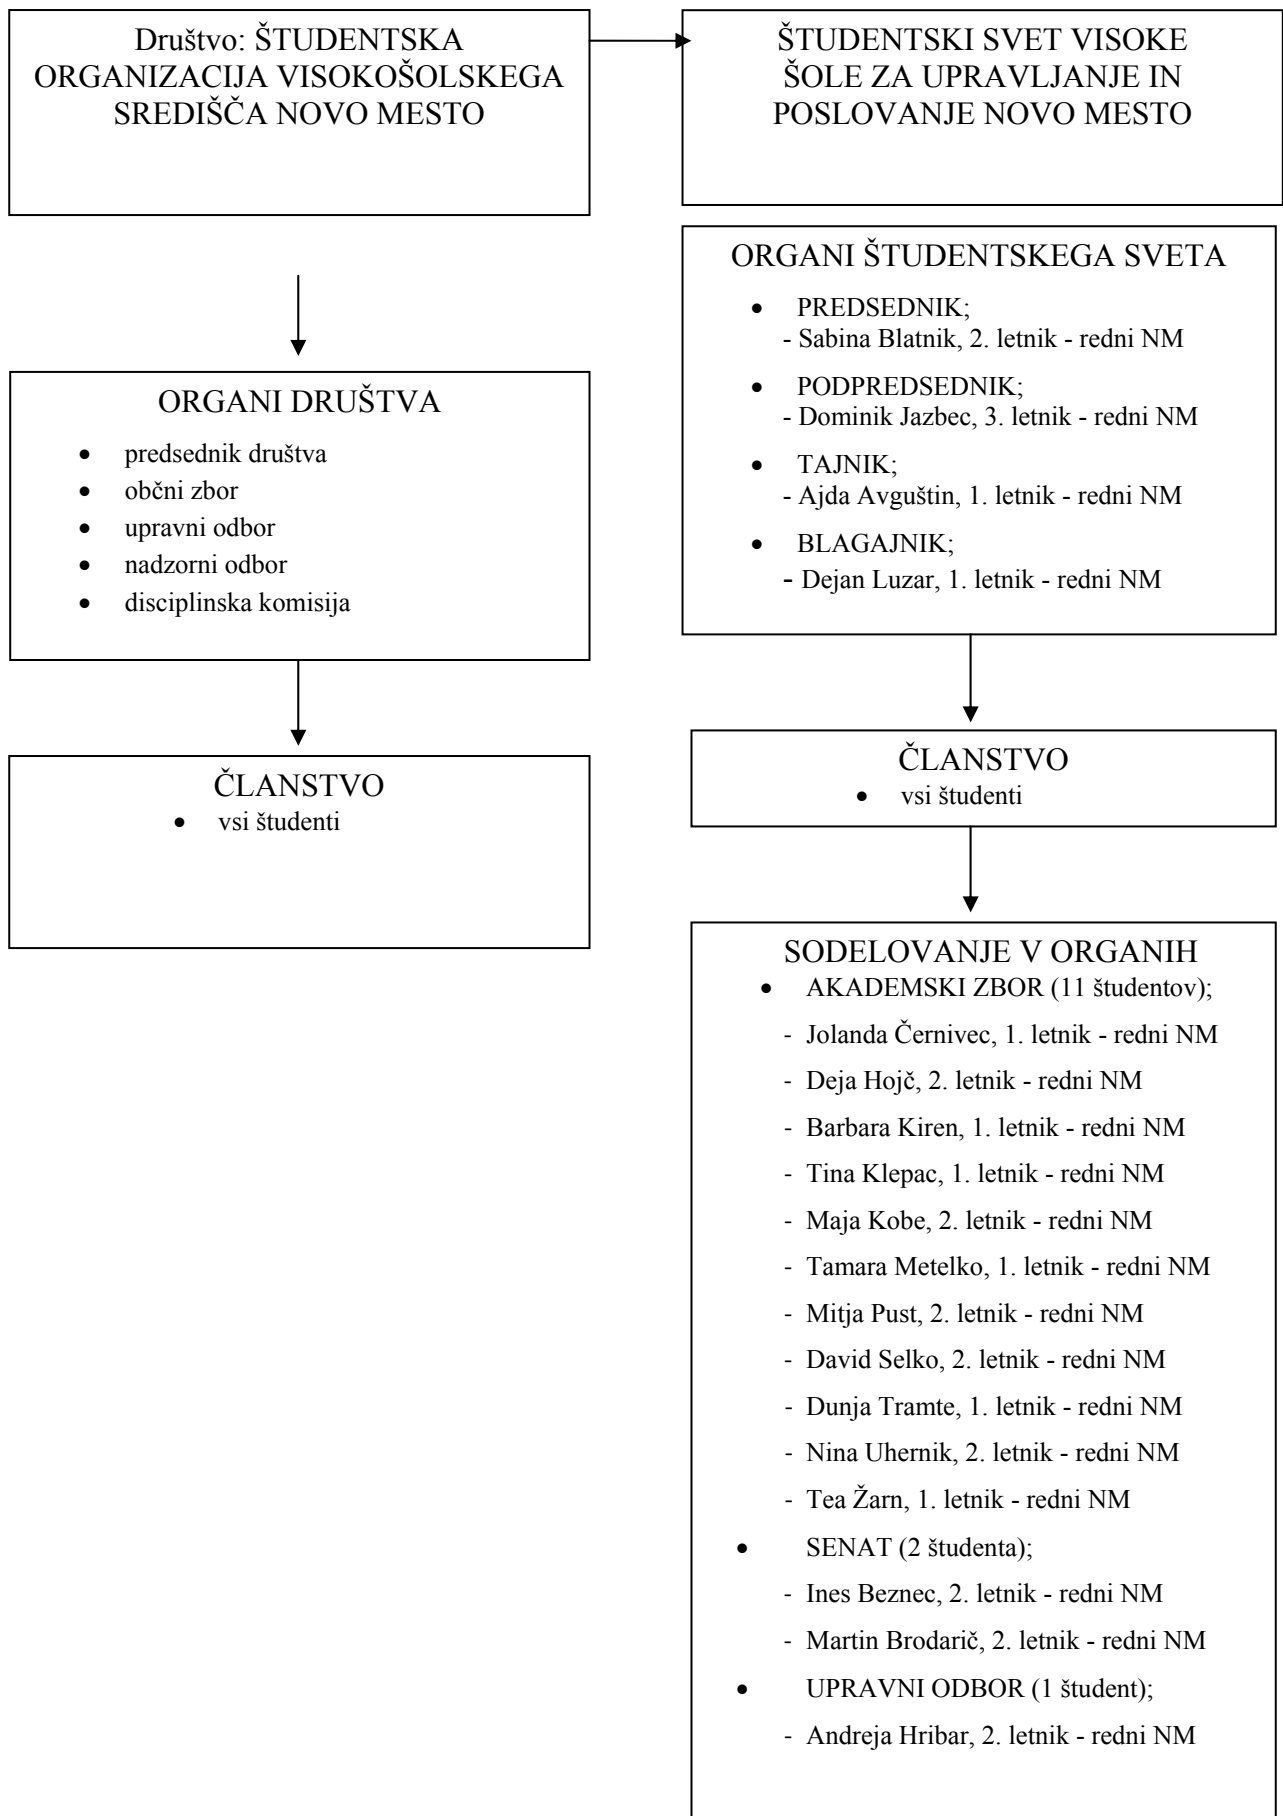 Društvo: ŠTUDENTSKA
ORGANIZACIJA VISOKOŠOLSKEGA
SREDIŠČA NOVO MESTO
ŠTUDENTSKI SVET VISOKE
ŠOLE ZA UPRAVLJANJE IN
POSLOVANJE NOVO MESTO
ORGANI DRUŠTVA
• predsednik društva
• občni zbor
• upravni odbor
• nadzorni odbor
• disciplinska komisija
ČLANSTVO
• vsi študenti
ORGANI ŠTUDENTSKEGA SVETA
• PREDSEDNIK;
- Sabina Blatnik, 2. letnik - redni NM
• PODPREDSEDNIK;
- Dominik Jazbec, 3. letnik - redni NM
• TAJNIK;
- Ajda Avguštin, 1. letnik - redni NM
• BLAGAJNIK;
- Dejan Luzar, 1. letnik - redni NM
ČLANSTVO
• vsi študenti
SODELOVANJE V ORGANIH
• AKADEMSKI ZBOR (11 študentov);
- Jolanda Černivec, 1. letnik - redni NM
- Deja Hojč, 2. letnik - redni NM
- Barbara Kiren, 1. letnik - redni NM
- Tina Klepac, 1. letnik - redni NM
- Maja Kobe, 2. letnik - redni NM
- Tamara Metelko, 1. letnik - redni NM
- Mitja Pust, 2. letnik - redni NM
- David Selko, 2. letnik - redni NM
- Dunja Tramte, 1. letnik - redni NM
- Nina Uhernik, 2. letnik - redni NM
- Tea Žarn, 1. letnik - redni NM
• SENAT (2 študenta);
- Ines Beznec, 2. letnik - redni NM
- Martin Brodarič, 2. letnik - redni NM
• UPRAVNI ODBOR (1 študent);
- Andreja Hribar, 2. letnik - redni NM